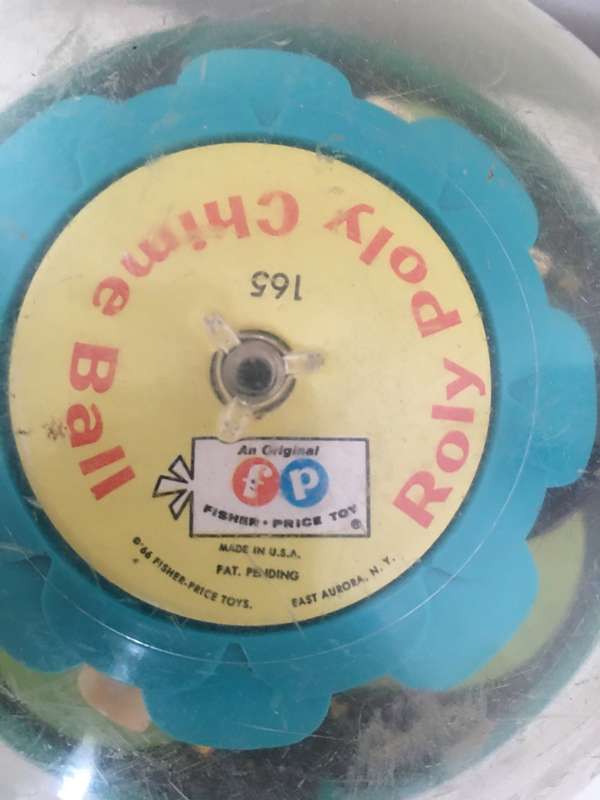 Roly Poly Chime Ball
165
An Original
fp
FISHER-PRICE TOY
®
MADE IN U.S.A.
PAT. PENDING
©'66 FISHER-PRICE TOYS. EAST AURORA, N. Y.